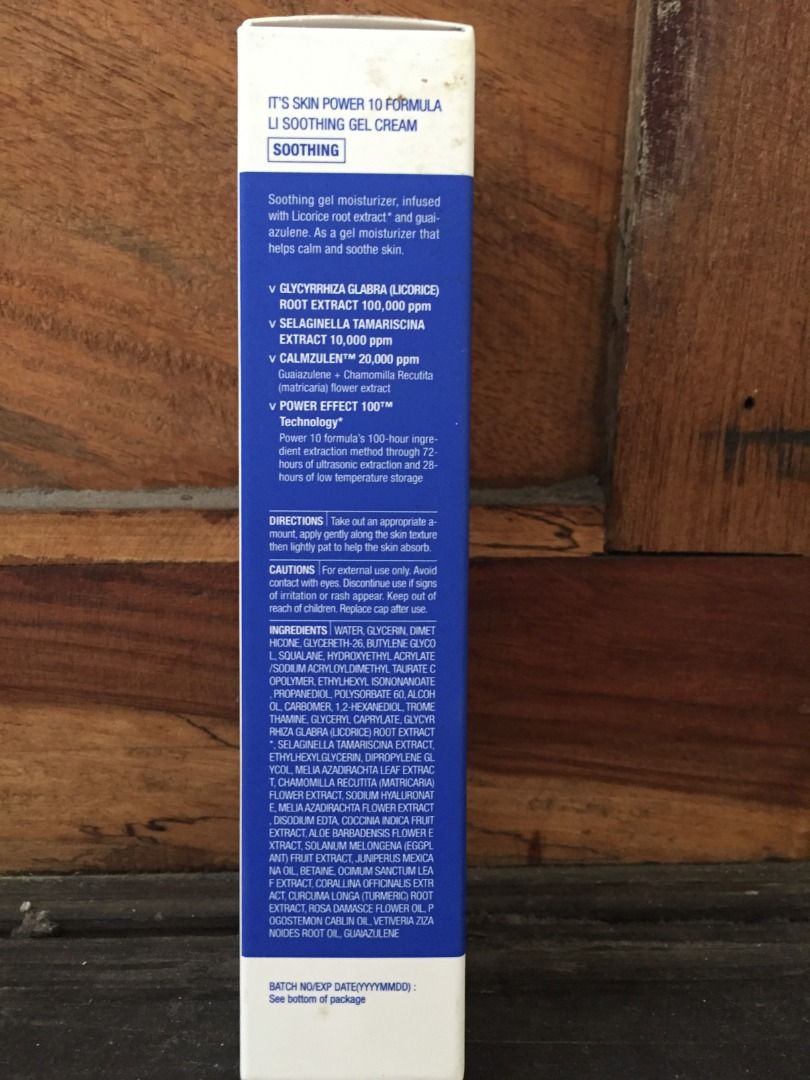 IT'S SKIN POWER 10 FORMULA
LI SOOTHING GEL CREAM
SOOTHING
Soothing gel moisturizer, infused
with Licorice root extract* and guai-
azulene. As a gel moisturizer that
helps calm and soothe skin.
v GLYCYRRHIZA GLABRA (LICORICE)
ROOT EXTRACT 100,000 ppm
v SELAGINELLA TAMARISCINA
EXTRACT 10,000 ppm
v CALMZULEN™ 20,000 ppm
Guaiazulene + Chamomilla Recutita
(matricaria) flower extract
v POWER EFFECT 100™
Technology*
Power 10 formula's 100-hour ingre-
dient extraction method through 72-
hours of ultrasonic extraction and 28-
hours of low temperature storage
DIRECTIONS | Take out an appropriate a-
mount, apply gently along the skin texture
then lightly pat to help the skin absorb.
CAUTIONS | For external use only. Avoid
contact with eyes. Discontinue use if signs
of irritation or rash appear. Keep out of
reach of children. Replace cap after use.
INGREDIENTS | WATER, GLYCERIN, DIMET
HICONE, GLYCERETH-26, BUTYLENE GLYCO
L, SQUALANE, HYDROXYETHYL ACRYLATE
/SODIUM ACRYLOYLDIMETHYL TAURATE C
OPOLYMER, ETHYLHEXYL ISONONANOATE
, PROPANEDIOL, POLYSORBATE 60, ALCOH
OL, CARBOMER, 1,2-HEXANEDIOL, TROME
THAMINE, GLYCERYL CAPRYLATE, GLYCYR
RHIZA GLABRA (LICORICE) ROOT EXTRACT
*, SELAGINELLA TAMARISCINA EXTRACT,
ETHYLHEXYLGLYCERIN, DIPROPYLENE GL
YCOL, MELIA AZADIRACHTA LEAF EXTRAC
T, CHAMOMILLA RECUTITA (MATRICARIA)
FLOWER EXTRACT, SODIUM HYALURONAT
E, MELIA AZADIRACHTA FLOWER EXTRACT
, DISODIUM EDTA, COCCINIA INDICA FRUIT
EXTRACT, ALOE BARBADENSIS FLOWER E
XTRACT, SOLANUM MELONGENA (EGGPL
ANT) FRUIT EXTRACT, JUNIPERUS MEXICA
NA OIL, BETAINE, OCIMUM SANCTUM LEA
F EXTRACT, CORALLINA OFFICINALIS EXTR
ACT, CURCUMA LONGA (TURMERIC) ROOT
EXTRACT, ROSA DAMASCE FLOWER OIL, P
OGOSTEMON CABLIN OIL, VETIVERIA ZIZA
NOIDES ROOT OIL, GUAIAZULENE
BATCH NO/EXP DATE(YYYYMMDD) :
See bottom of package